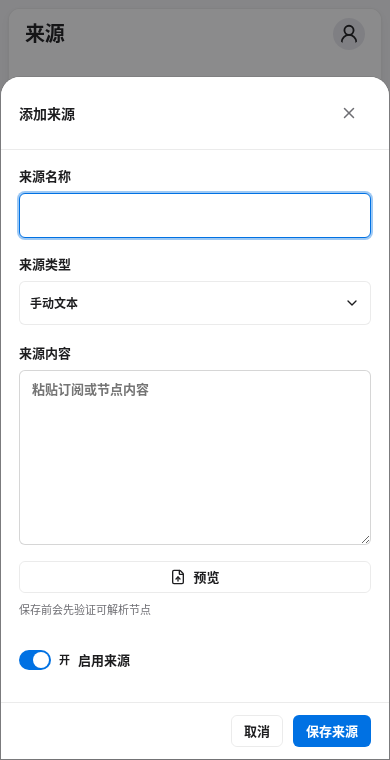 来源
添加来源
来源名称
来源类型
手动文本
来源内容
粘贴订阅或节点内容
预览
保存前会先验证可解析节点
开 启用来源
取消 保存来源